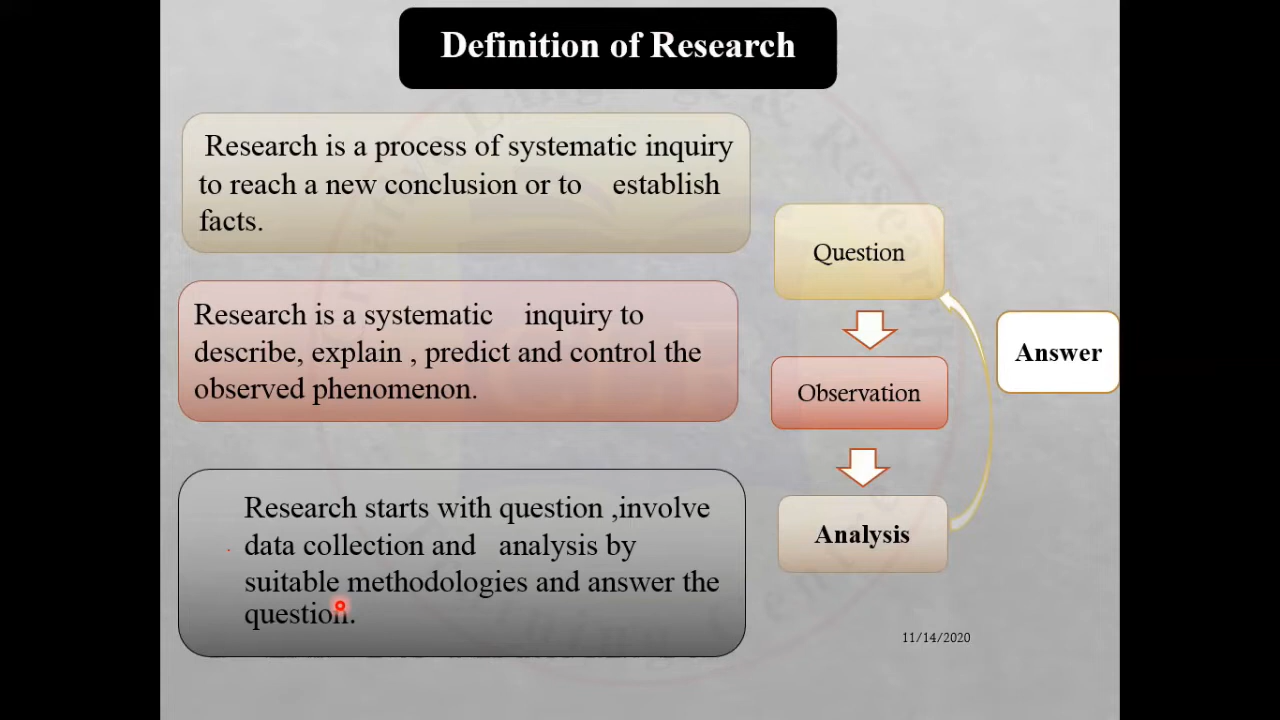 Definition of Research
Research is a process of systematic inquiry
to reach a new conclusion or to establish
facts.
Research is a systematic inquiry to
describe, explain , predict and control the
observed phenomenon.
Research starts with question ,involve
data collection and analysis by
suitable methodologies and answer the
question.
Question
Observation
Analysis
Answer
11/14/2020